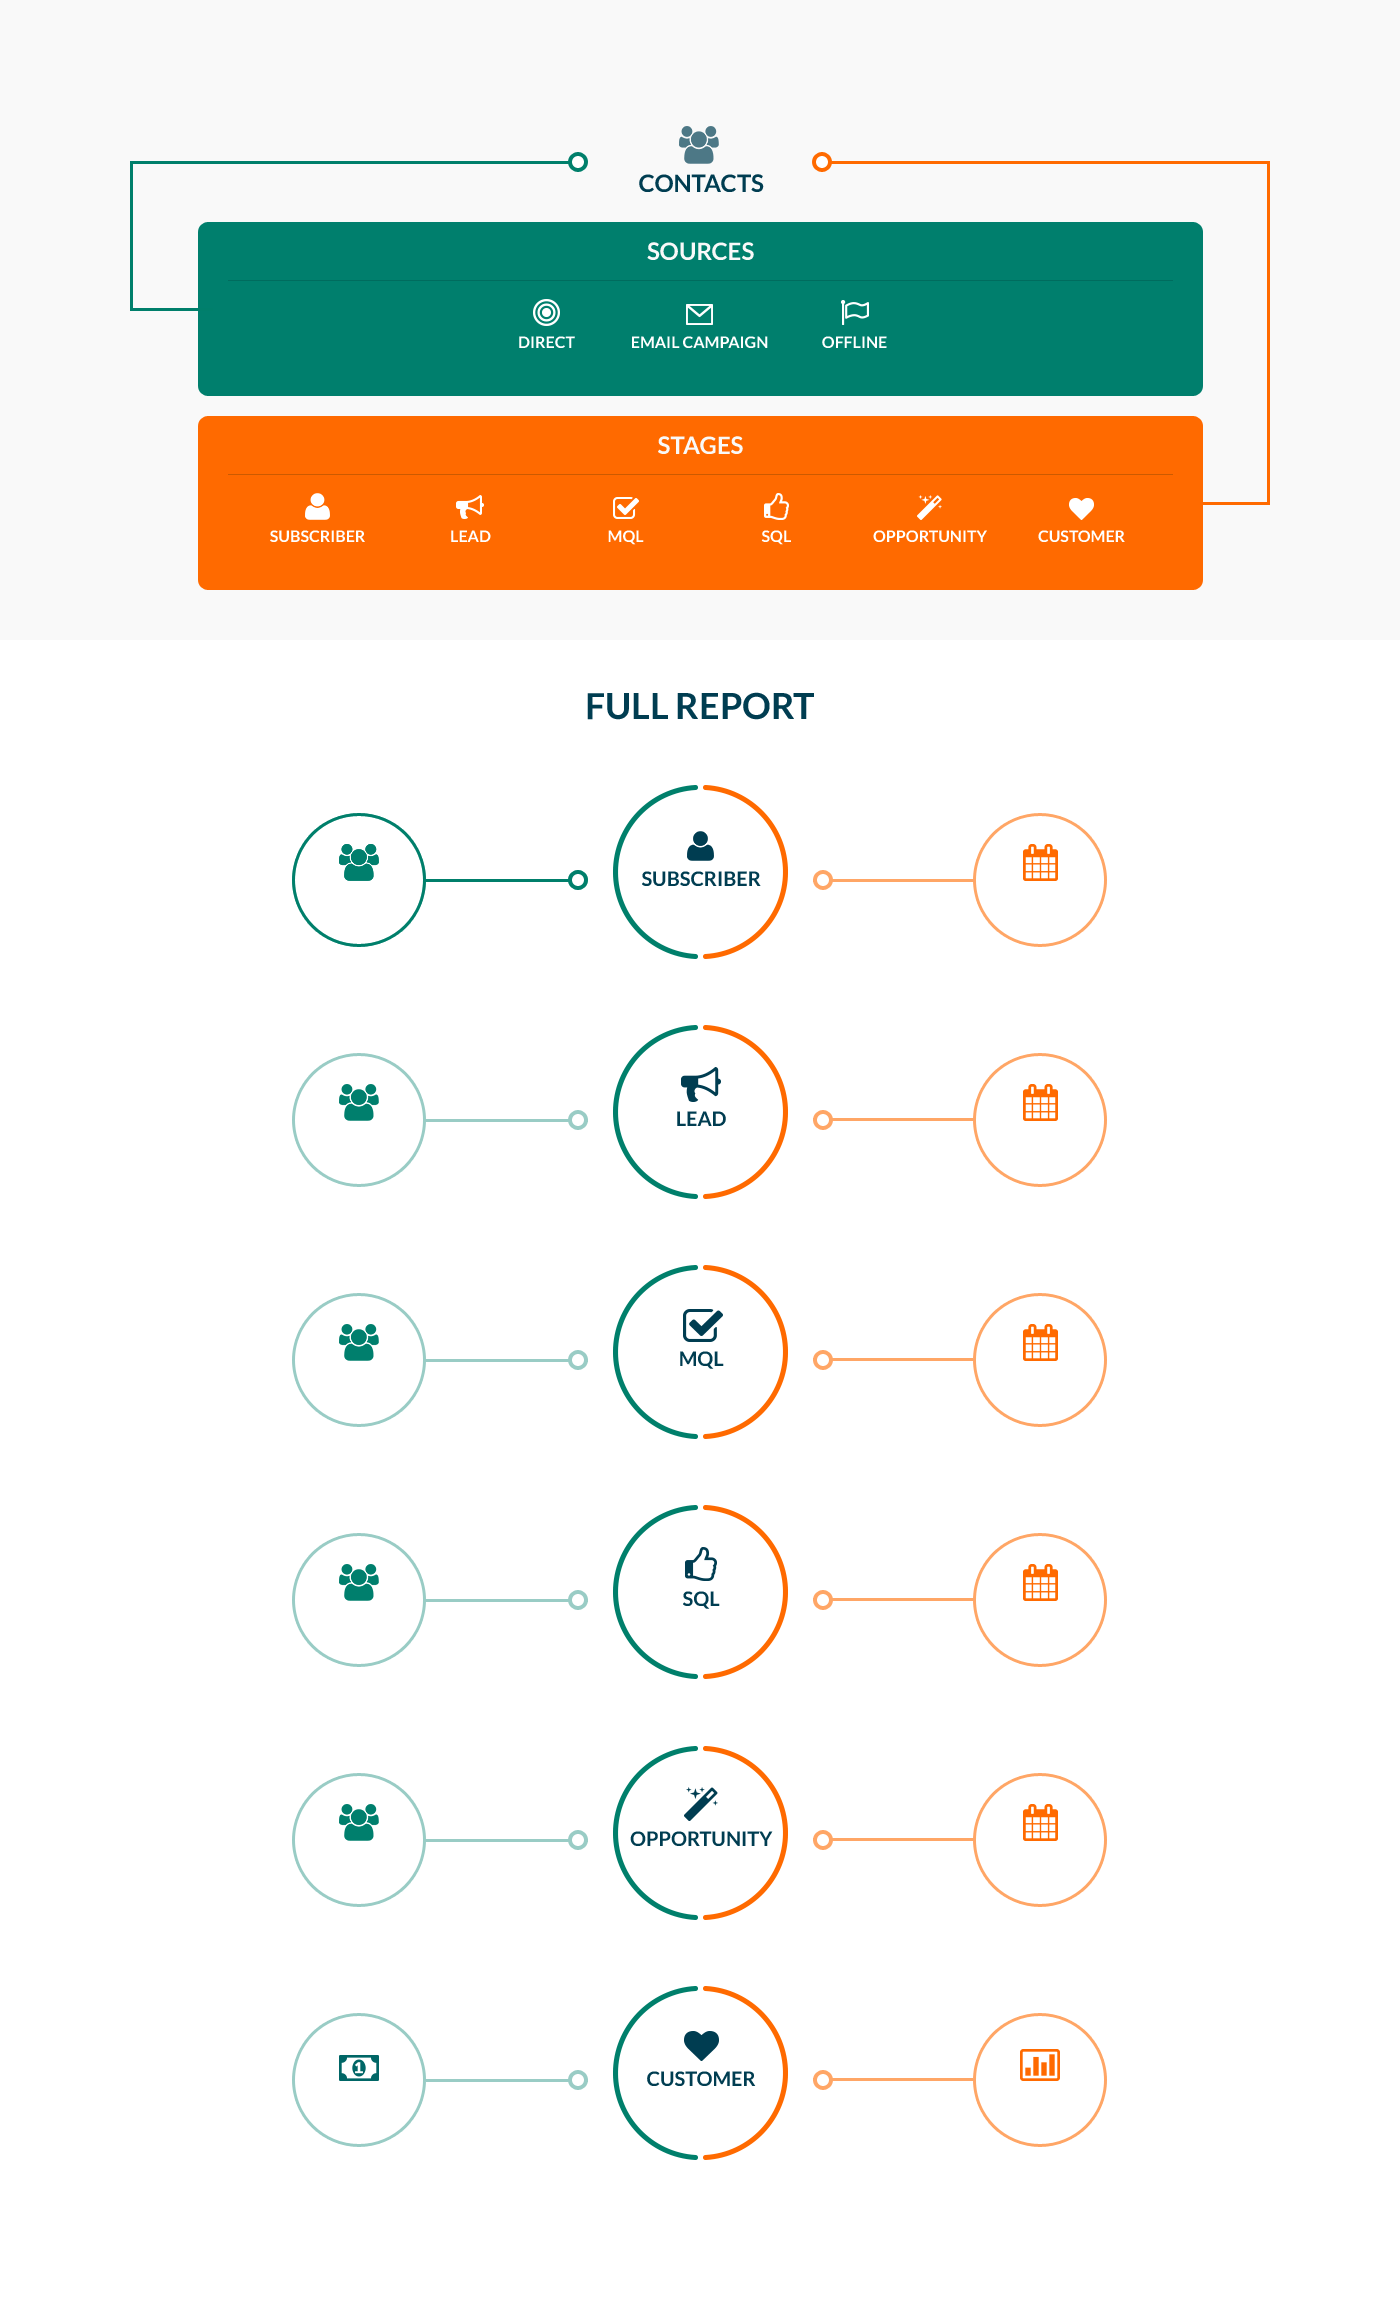 CONTACTS
SOURCES
DIRECT EMAIL CAMPAIGN OFFLINE
STAGES
SUBSCRIBER LEAD MQL SQL OPPORTUNITY CUSTOMER
FULL REPORT
SUBSCRIBER
LEAD
MQL
SQL
OPPORTUNITY
1
CUSTOMER